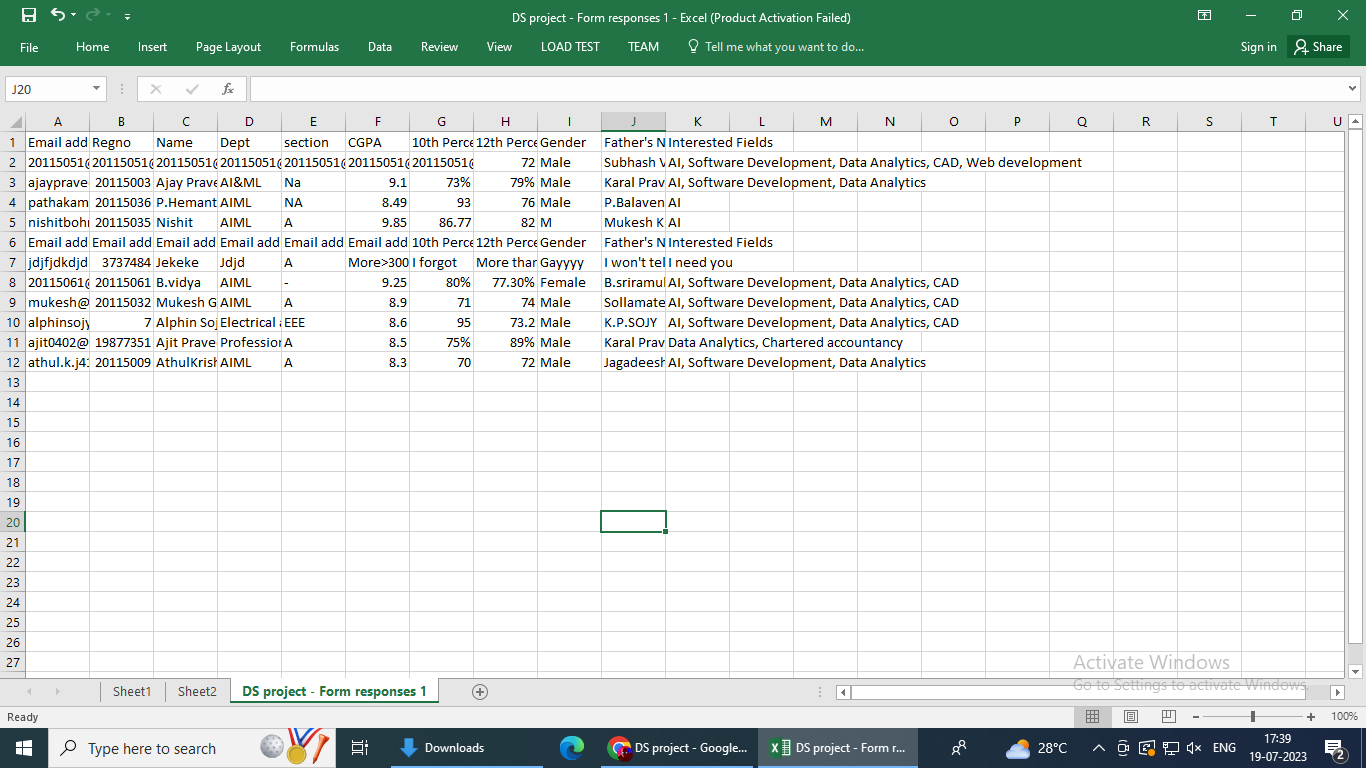 DS project - Form responses 1 - Excel (Product Activation Failed)
File Home Insert Page Layout Formulas Data Review View LOAD TEST TEAM Tell me what you want to do... Sign in Share
J20 fx
A B C D E F G H I J K L M N O P Q R S T U
1 Email add Regno Name Dept section CGPA 10th Perce 12th Perce Gender Father's N Interested Fields
2 20115051@ 20115051@ 20115051@ 20115051@ 20115051@ 20115051@ 20115051@ 72 Male Subhash V AI, Software Development, Data Analytics, CAD, Web development
3 ajayprave 20115003 Ajay Prave AI&ML Na 9.1 73% 79% Male Karal Prav AI, Software Development, Data Analytics
4 pathakam 20115036 P.Hemant AIML NA 8.49 93 76 Male P.Balaven AI
5 nishitbohr 20115035 Nishit AIML A 9.85 86.77 82 M Mukesh K AI
6 Email add Email add Email add Email add Email add Email add 10th Perce 12th Perce Gender Father's N Interested Fields
7 jdjfjdkdjd 3737484 Jekeke Jdjd A More>300 I forgot More than Gayyyy I won't tel I need you
8 20115061@ 20115061 B.vidya AIML - 9.25 80% 77.30% Female B.sriramul AI, Software Development, Data Analytics, CAD
9 mukesh@ 20115032 Mukesh G AIML A 8.9 71 74 Male Sollamate AI, Software Development, Data Analytics, CAD
10 alphinsojy 7 Alphin Soj Electrical a EEE 8.6 95 73.2 Male K.P.SOJY AI, Software Development, Data Analytics, CAD
11 ajit0402@ 19877351 Ajit Prave Profession A 8.5 75% 89% Male Karal Prav Data Analytics, Chartered accountancy
12 athul.k.j41 20115009 AthulKrish AIML A 8.3 70 72 Male Jagadeesh AI, Software Development, Data Analytics
13
14
15
16
17
18
19
20
21
22
23
24
25
26
27
Activate Windows
Go to Settings to activate Windows.
Sheet1 Sheet2 DS project - Form responses 1
Ready 100%
Type here to search Downloads DS project - Google... DS project - Form r... 28°C ENG 17:39
19-07-2023 2